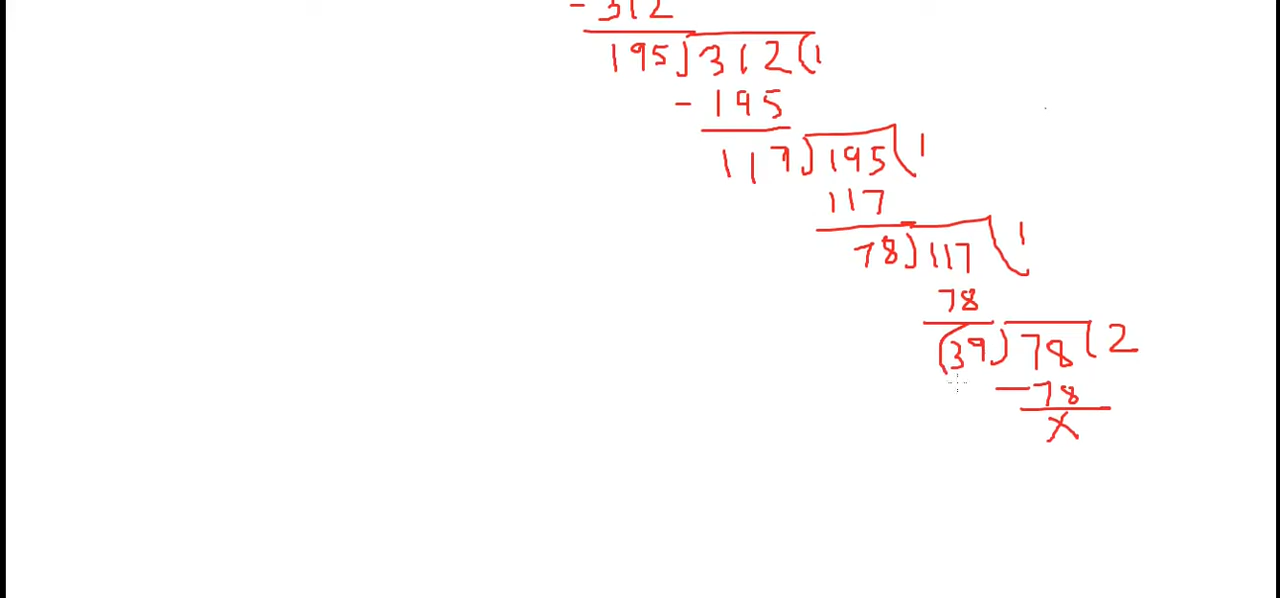 - 312
195) 312 (1
- 195
117) 195 ( 1
117
78) 117 \ 1
78
(39) 78 ( 2
- 78
X